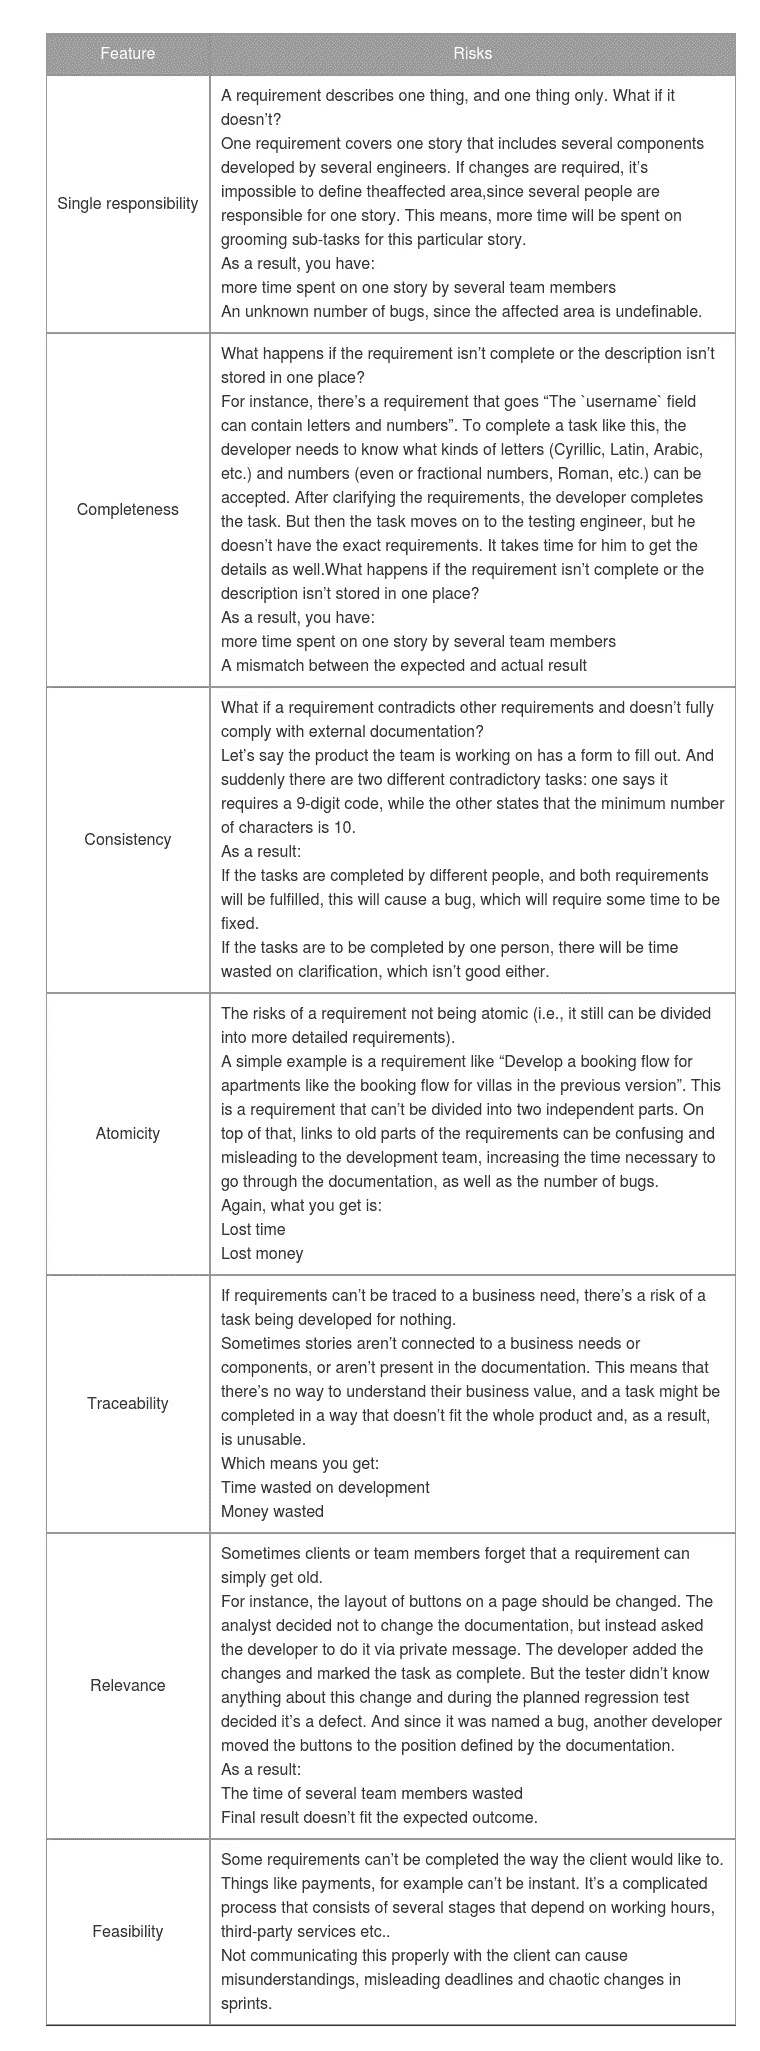 Feature
Risks
Single responsibility
A requirement describes one thing, and one thing only. What if it
doesn’t?
One requirement covers one story that includes several components
developed by several engineers. If changes are required, it’s
impossible to define theaffected area,since several people are
responsible for one story. This means, more time will be spent on
grooming sub-tasks for this particular story.
As a result, you have:
more time spent on one story by several team members
An unknown number of bugs, since the affected area is undefinable.
Completeness
What happens if the requirement isn’t complete or the description isn’t
stored in one place?
For instance, there’s a requirement that goes “The `username` field
can contain letters and numbers”. To complete a task like this, the
developer needs to know what kinds of letters (Cyrillic, Latin, Arabic,
etc.) and numbers (even or fractional numbers, Roman, etc.) can be
accepted. After clarifying the requirements, the developer completes
the task. But then the task moves on to the testing engineer, but he
doesn’t have the exact requirements. It takes time for him to get the
details as well.What happens if the requirement isn’t complete or the
description isn’t stored in one place?
As a result, you have:
more time spent on one story by several team members
A mismatch between the expected and actual result
Consistency
What if a requirement contradicts other requirements and doesn’t fully
comply with external documentation?
Let’s say the product the team is working on has a form to fill out. And
suddenly there are two different contradictory tasks: one says it
requires a 9-digit code, while the other states that the minimum number
of characters is 10.
As a result:
If the tasks are completed by different people, and both requirements
will be fulfilled, this will cause a bug, which will require some time to be
fixed.
If the tasks are to be completed by one person, there will be time
wasted on clarification, which isn’t good either.
Atomicity
The risks of a requirement not being atomic (i.e., it still can be divided
into more detailed requirements).
A simple example is a requirement like “Develop a booking flow for
apartments like the booking flow for villas in the previous version”. This
is a requirement that can’t be divided into two independent parts. On
top of that, links to old parts of the requirements can be confusing and
misleading to the development team, increasing the time necessary to
go through the documentation, as well as the number of bugs.
Again, what you get is:
Lost time
Lost money
Traceability
If requirements can’t be traced to a business need, there’s a risk of a
task being developed for nothing.
Sometimes stories aren’t connected to a business needs or
components, or aren’t present in the documentation. This means that
there’s no way to understand their business value, and a task might be
completed in a way that doesn’t fit the whole product and, as a result,
is unusable.
Which means you get:
Time wasted on development
Money wasted
Relevance
Sometimes clients or team members forget that a requirement can
simply get old.
For instance, the layout of buttons on a page should be changed. The
analyst decided not to change the documentation, but instead asked
the developer to do it via private message. The developer added the
changes and marked the task as complete. But the tester didn’t know
anything about this change and during the planned regression test
decided it’s a defect. And since it was named a bug, another developer
moved the buttons to the position defined by the documentation.
As a result:
The time of several team members wasted
Final result doesn’t fit the expected outcome.
Feasibility
Some requirements can’t be completed the way the client would like to.
Things like payments, for example can’t be instant. It’s a complicated
process that consists of several stages that depend on working hours,
third-party services etc..
Not communicating this properly with the client can cause
misunderstandings, misleading deadlines and chaotic changes in
sprints.